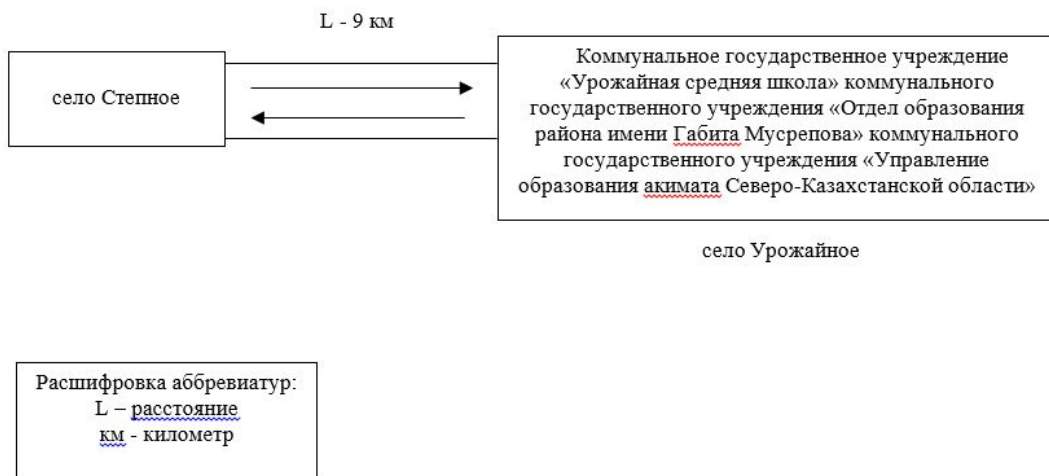 L - 9 км
село Степное
Коммунальное государственное учреждение
«Урожайная средняя школа» коммунального
государственного учреждения «Отдел образования
района имени Габита Мусрепова» коммунального
государственного учреждения «Управление
образования акимата Северо-Казахстанской области»
село Урожайное
Расшифровка аббревиатур:
L – расстояние
км - километр